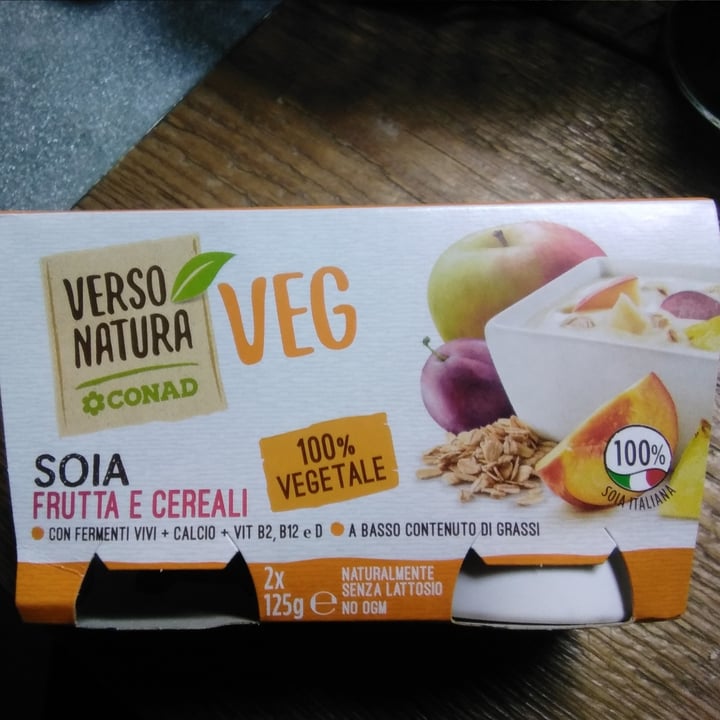 VERSO
NATURA
CONAD
VEG
SOIA
FRUTTA E CEREALI
100%
VEGETALE
100%
SOIA ITALIANA
CON FERMENTI VIVI + CALCIO + VIT B2, B12 e D
A BASSO CONTENUTO DI GRASSI
2x
125g e
NATURALMENTE
SENZA LATTOSIO
NO OGM